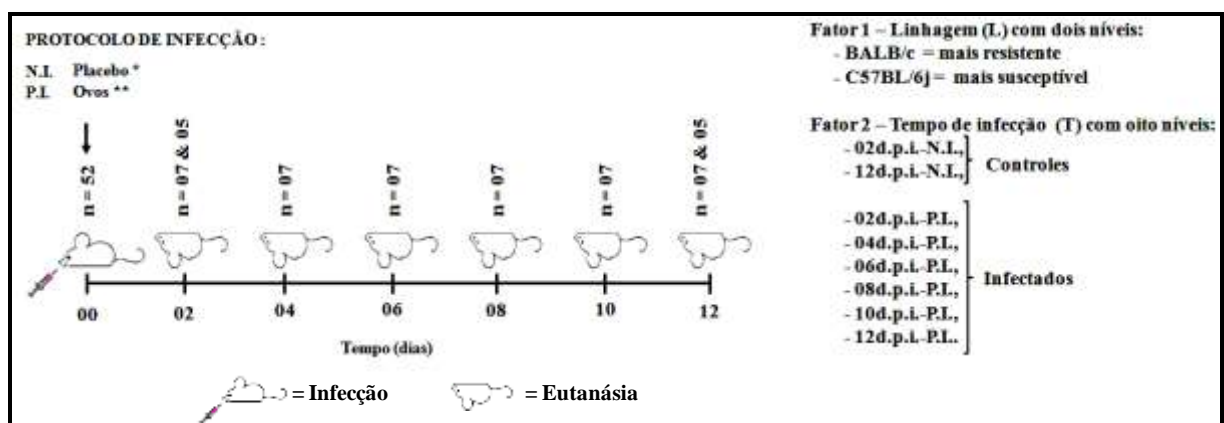 PROTOCOLO DE INFECÇÃO :
N.I. Placebo *
P.I. Ovos **
n = 52
n = 07 & 05
n = 07
n = 07
n = 07
n = 07
n = 07 & 05
00 02 04 06 08 10 12
Tempo (dias)
= Infecção = Eutanásia
Fator 1 – Linhagem (L) com dois níveis:
- BALB/c = mais resistente
- C57BL/6j = mais susceptível
Fator 2 – Tempo de infecção (T) com oito níveis:
- 02d.p.i.-N.I.,
- 12d.p.i.-N.I.,
Controles
- 02d.p.i.-P.I.,
- 04d.p.i.-P.I.,
- 06d.p.i.-P.I.,
- 08d.p.i.-P.I.,
- 10d.p.i.-P.I.,
- 12d.p.i.-P.I.
Infectados